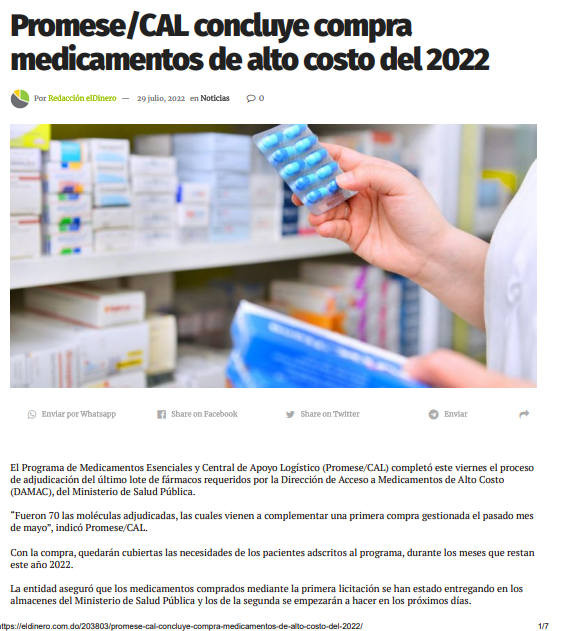 Promese/CAL concluye compra
medicamentos de alto costo del 2022
Por Redacción elDinero — 29 julio, 2022 en Noticias 0
Enviar por Whatsapp Share on Facebook Share on Twitter Enviar
El Programa de Medicamentos Esenciales y Central de Apoyo Logístico (Promese/CAL) completó este viernes el proceso
de adjudicación del último lote de fármacos requeridos por la Dirección de Acceso a Medicamentos de Alto Costo
(DAMAC), del Ministerio de Salud Pública.
“Fueron 70 las moléculas adjudicadas, las cuales vienen a complementar una primera compra gestionada el pasado mes
de mayo”, indicó Promese/CAL.
Con la compra, quedarán cubiertas las necesidades de los pacientes adscritos al programa, durante los meses que restan
este año 2022.
La entidad aseguró que los medicamentos comprados mediante la primera licitación se han estado entregando en los
almacenes del Ministerio de Salud Pública y los de la segunda se empezarán a hacer en los próximos días.
ttps://eldinero.com.do/203803/promese-cal-concluye-compra-medicamentos-de-alto-costo-del-2022/ 1/7